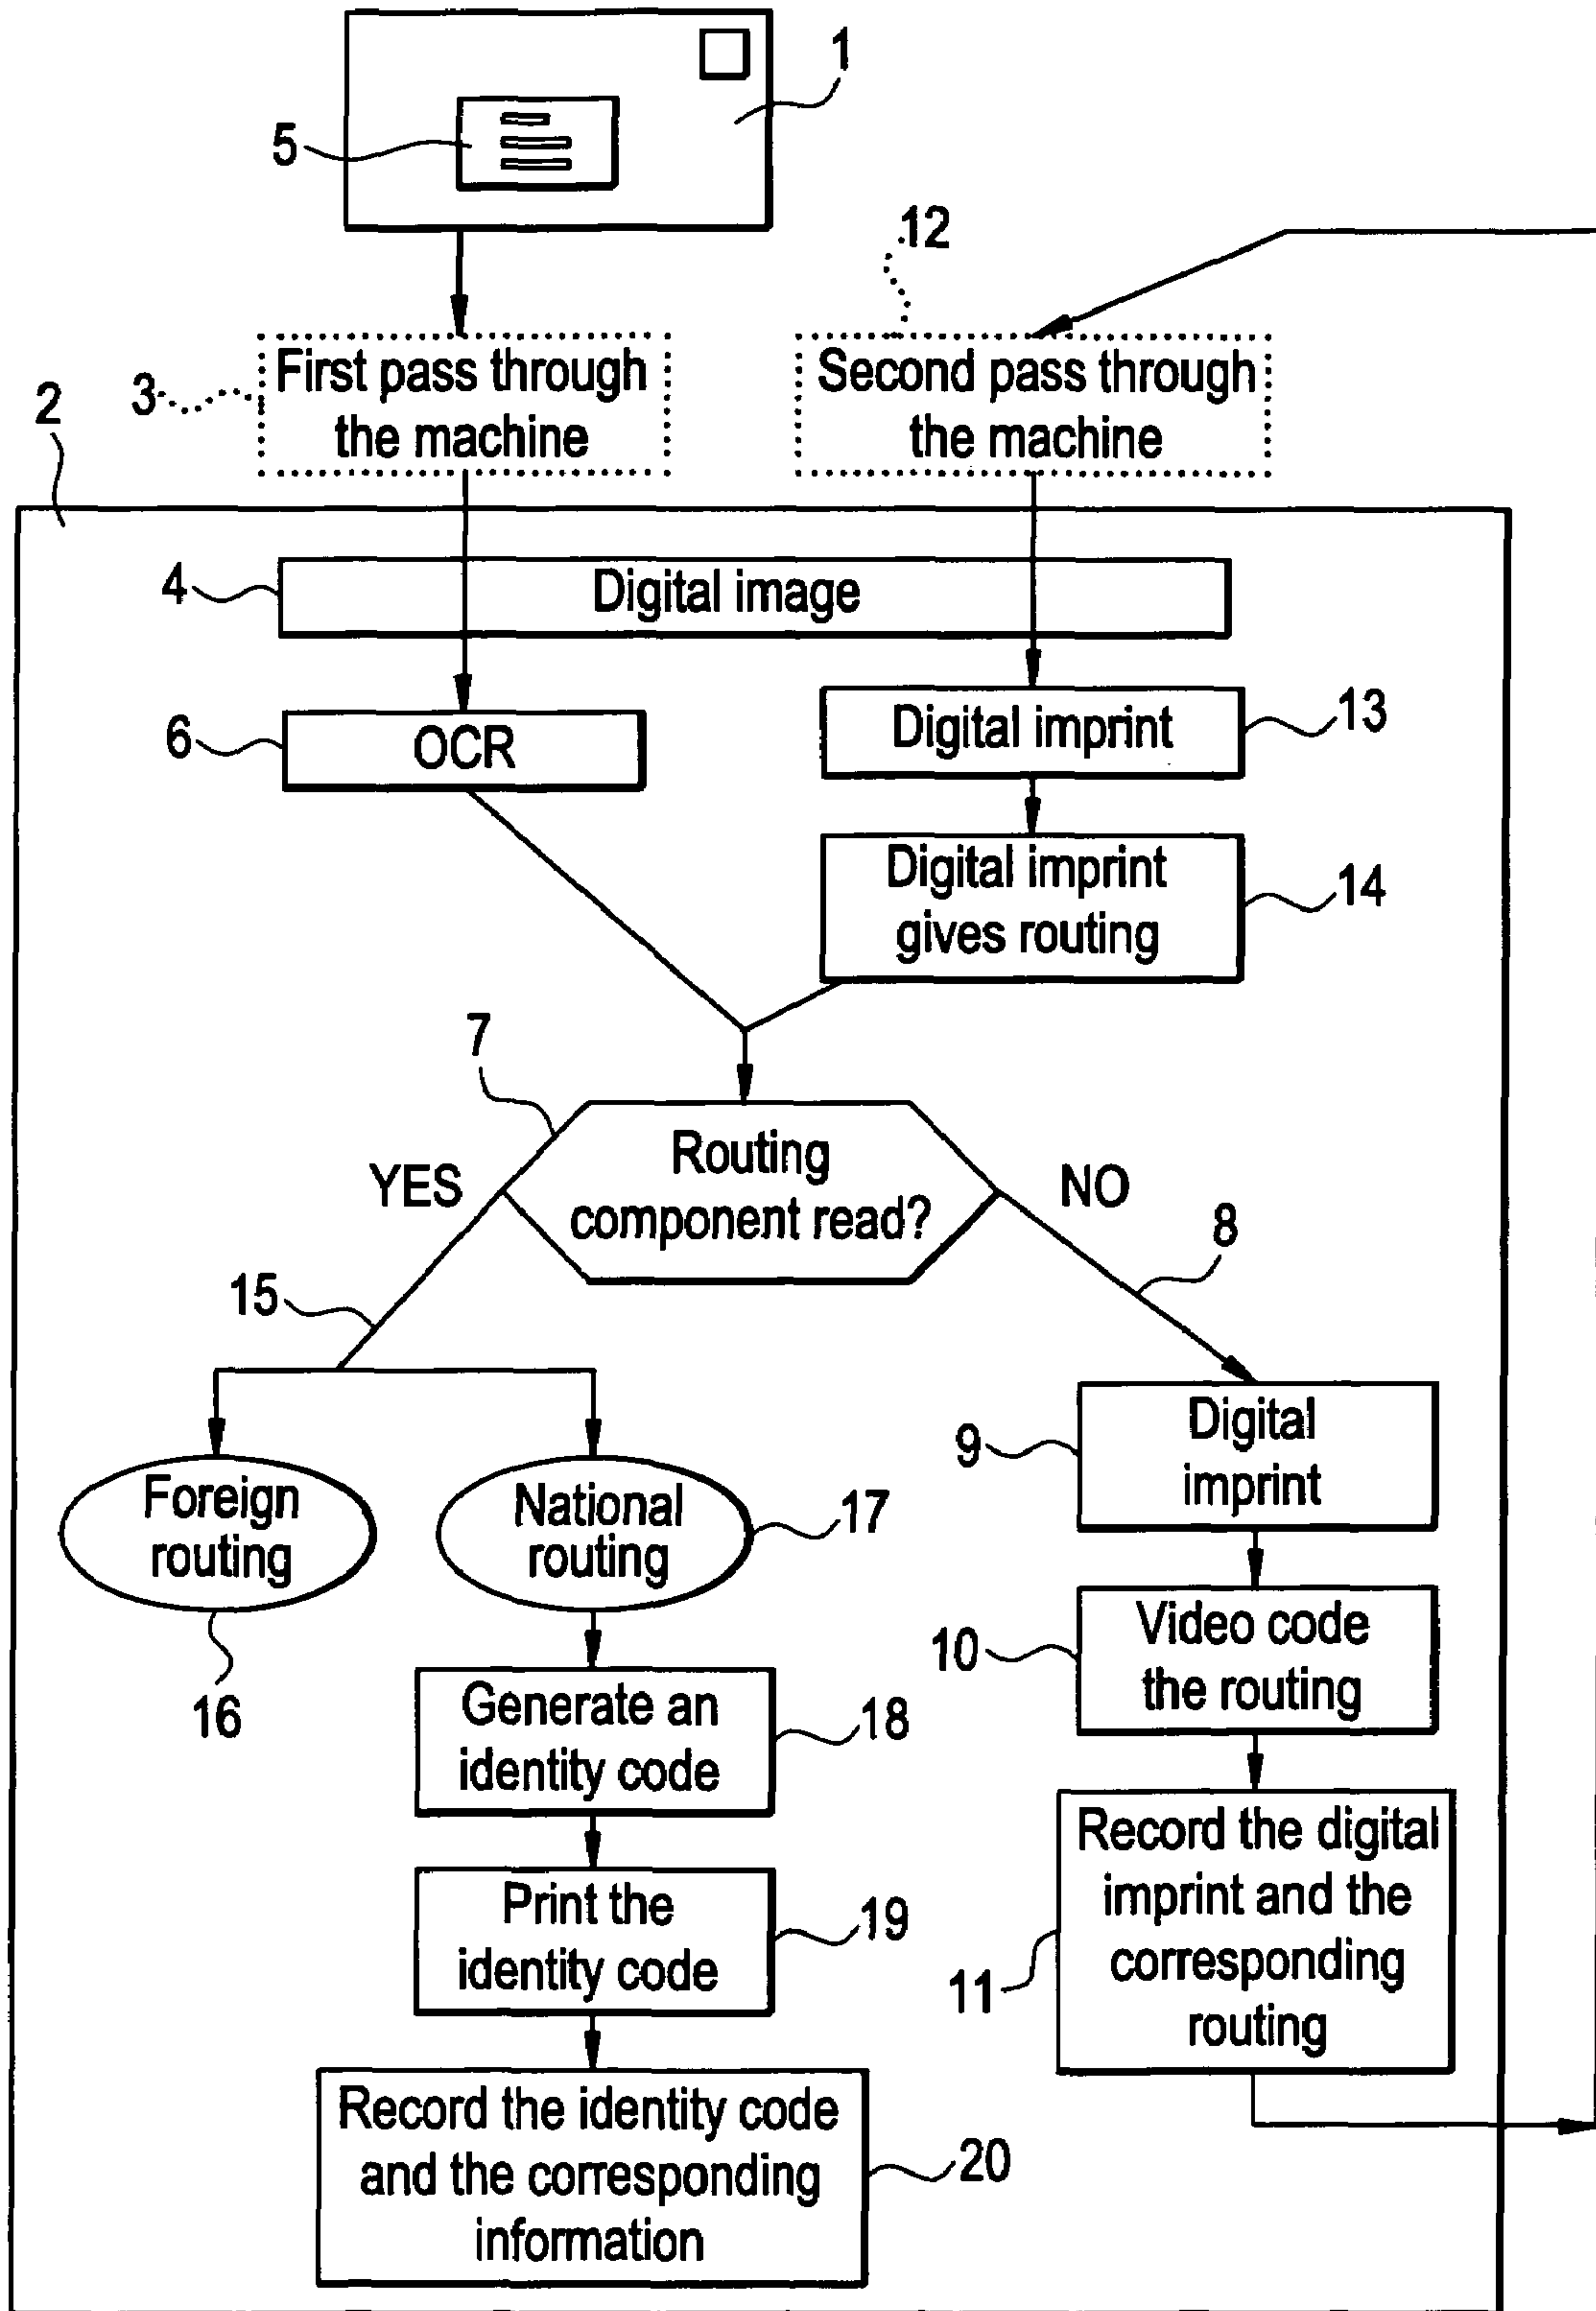 1
5
12
First pass through
the machine
3
Second pass through
the machine
2
4
Digital image
6
OCR
Digital imprint
13
Digital imprint
gives routing
14
7
Routing
component read?
YES
NO
8
15
Foreign
routing
16
National
routing
17
Digital
imprint
9
Generate an
identity code
18
Video code
the routing
10
Print the
identity code
19
Record the digital
imprint and the
corresponding
routing
11
Record the identity code
and the corresponding
information
20